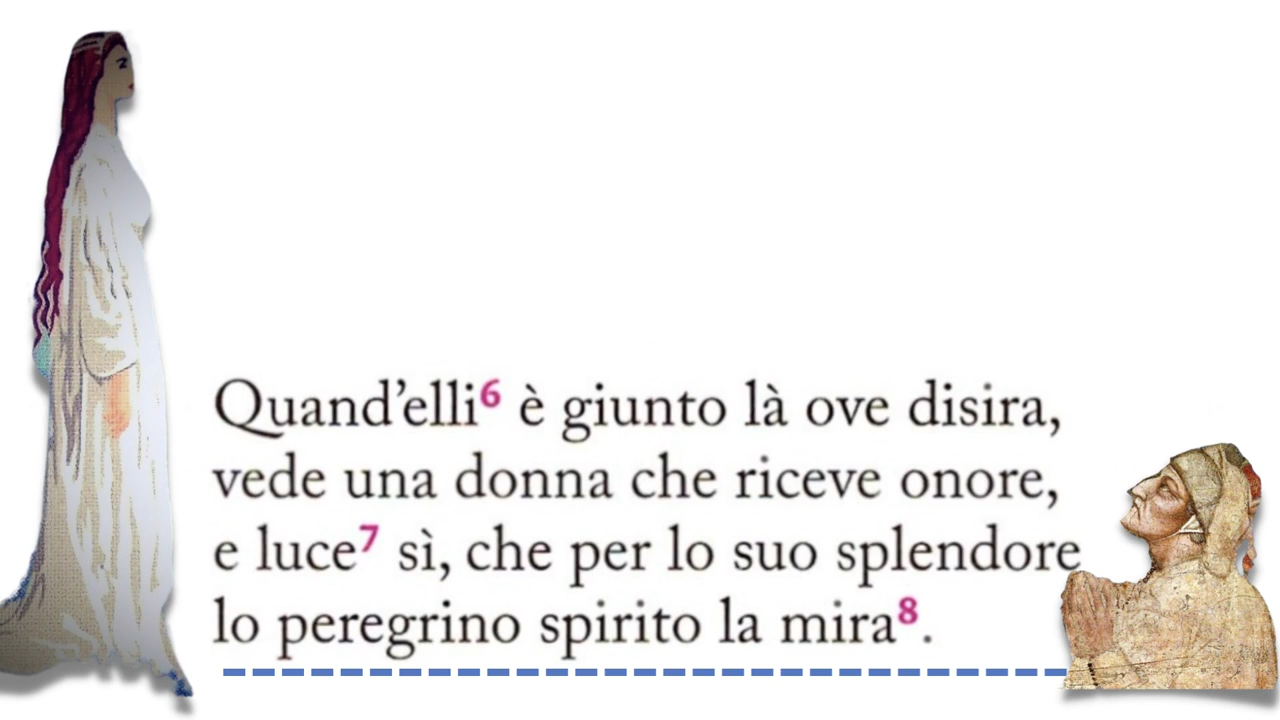 Quand’elli⁶ è giunto là ove disira,
vede una donna che riceve onore,
e luce⁷ sì, che per lo suo splendore
lo peregrino spirito la mira⁸.